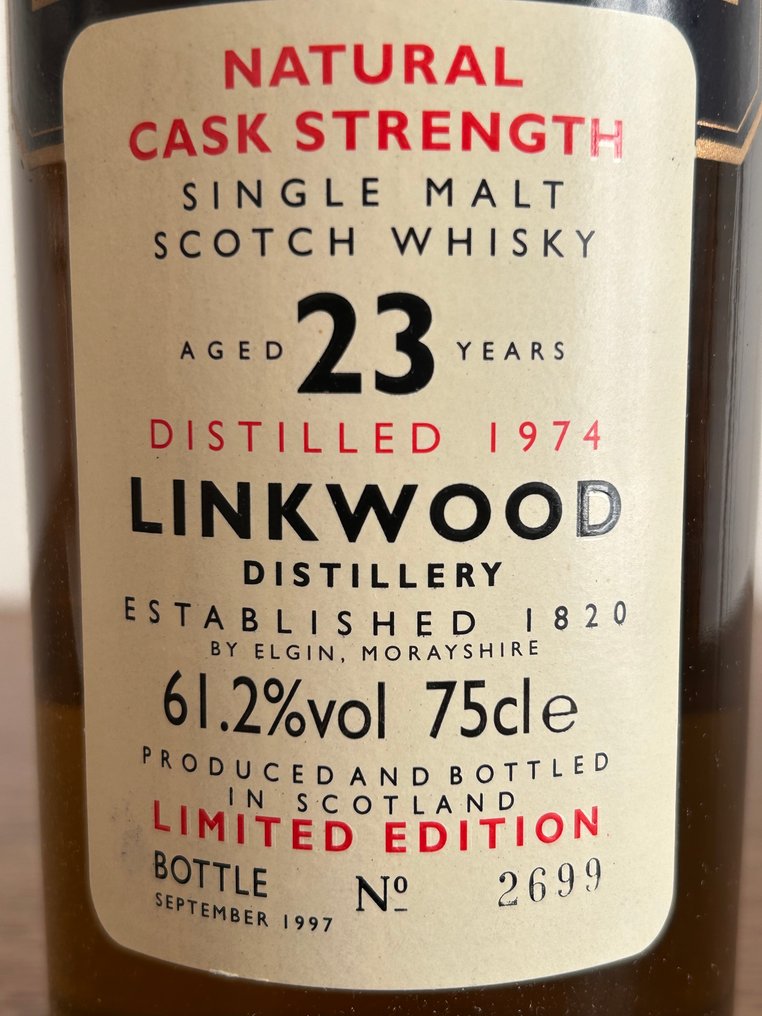 NATURAL
CASK STRENGTH
SINGLE MALT
SCOTCH WHISKY
AGED 23 YEARS
DISTILLED 1974
LINKWOOD
DISTILLERY
ESTABLISHED 1820
BY ELGIN, MORAYSHIRE
61.2%vol 75cle
PRODUCED AND BOTTLED
IN SCOTLAND
LIMITED EDITION
BOTTLE Nº 2699
SEPTEMBER 1997